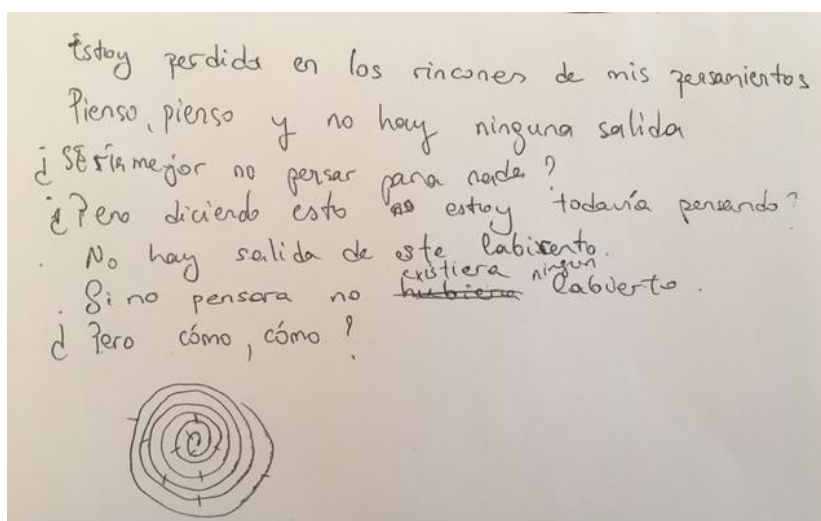 Estoy perdida en los rincones de mis pensamientos
Pienso, pienso y no hay ninguna salida
¿Sería mejor no pensar para nada?
¿Pero diciendo esto no estoy todavía pensando?
No hay salida de este
existiera ningun
Si no pensara no hubiera
¿Pero cómo, cómo?